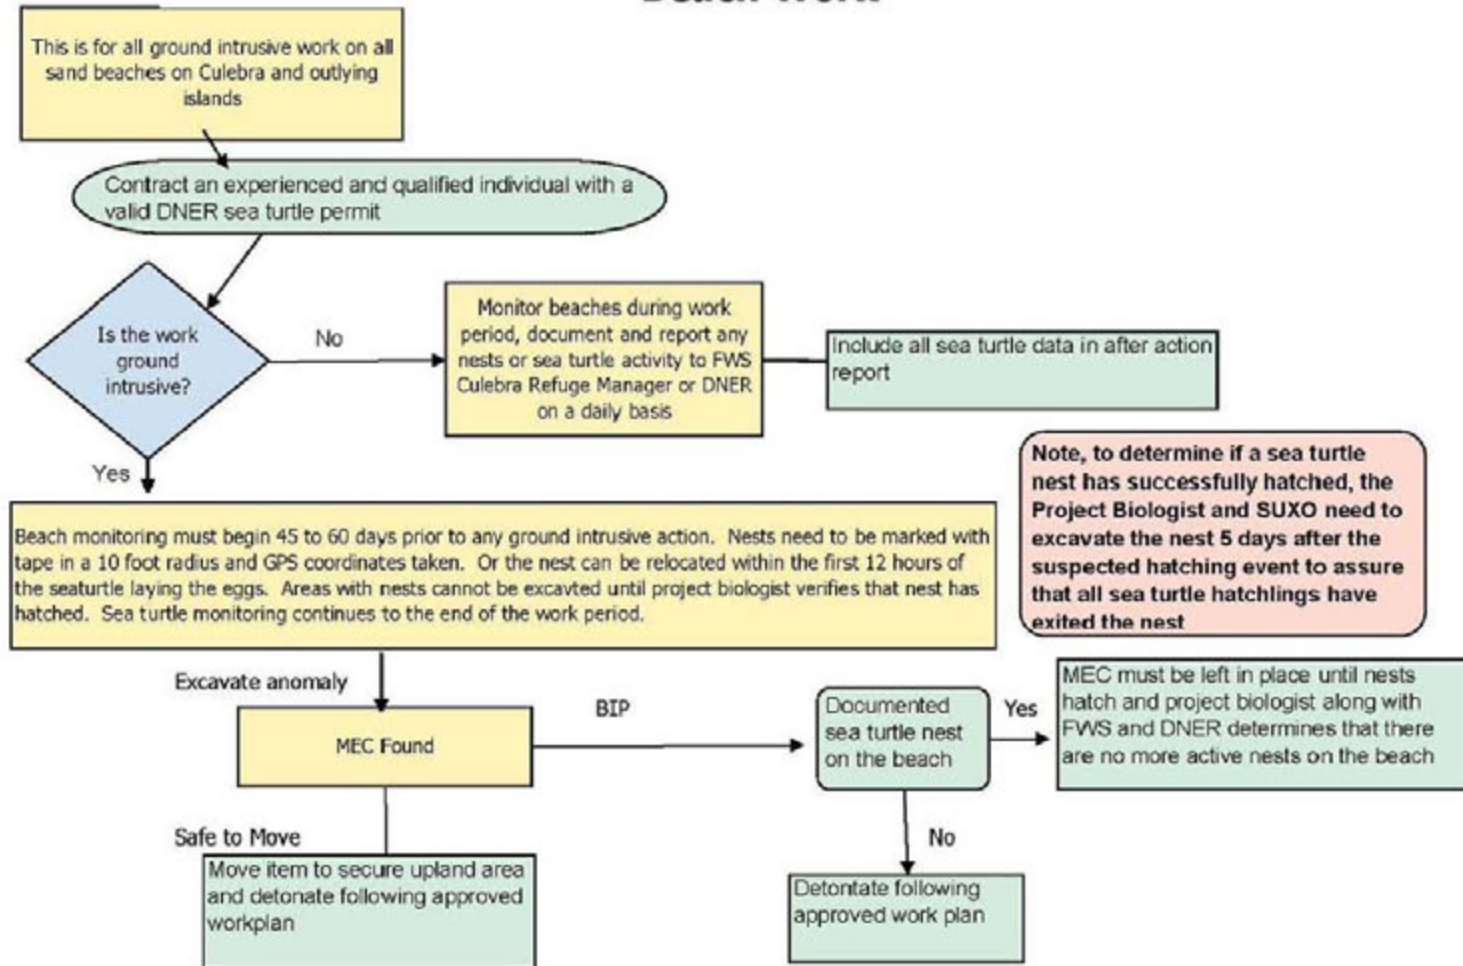 Beach Work
This is for all ground intrusive work on all
sand beaches on Culebra and outlying
islands
Contract an experienced and qualified individual with a
valid DNER sea turtle permit
Is the work
ground
intrusive?
No
Monitor beaches during work
period, document and report any
nests or sea turtle activity to FWS
Culebra Refuge Manager or DNER
on a daily basis
Include all sea turtle data in after action
report
Yes
Note, to determine if a sea turtle
nest has successfully hatched, the
Project Biologist and SUXO need to
excavate the nest 5 days after the
suspected hatching event to assure
that all sea turtle hatchlings have
exited the nest
Beach monitoring must begin 45 to 60 days prior to any ground intrusive action. Nests need to be marked with
tape in a 10 foot radius and GPS coordinates taken. Or the nest can be relocated within the first 12 hours of
the seaturtle laying the eggs. Areas with nests cannot be excavted until project biologist verifies that nest has
hatched. Sea turtle monitoring continues to the end of the work period.
Excavate anomaly
MEC Found
BIP
Documented
sea turtle nest
on the beach
Yes
MEC must be left in place until nests
hatch and project biologist along with
FWS and DNER determines that there
are no more active nests on the beach
Safe to Move
Move item to secure upland area
and detonate following approved
workplan
No
Detontate following
approved work plan